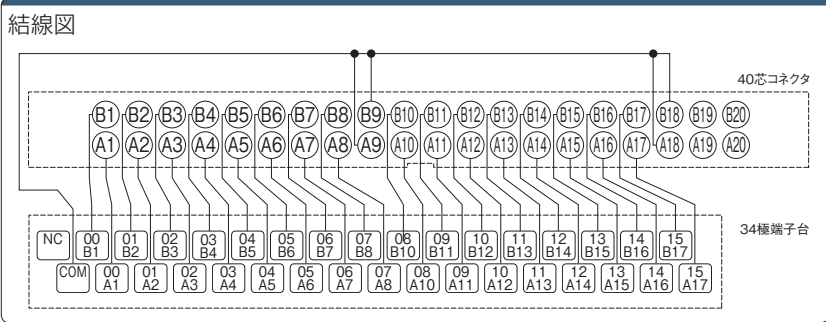 結線図
40芯コネクタ
B1 B2 B3 B4 B5 B6 B7 B8 B9 B10 B11 B12 B13 B14 B15 B16 B17 B18 B19 B20
A1 A2 A3 A4 A5 A6 A7 A8 A9 A10 A11 A12 A13 A14 A15 A16 A17 A18 A19 A20
34極端子台
NC 00 01 02 03 04 05 06 07 08 09 10 11 12 13 14 15
B1 B2 B3 B4 B5 B6 B7 B8 B10 B11 B12 B13 B14 B15 B16 B17
COM 00 01 02 03 04 05 06 07 08 09 10 11 12 13 14 15
A1 A2 A3 A4 A5 A6 A7 A8 A10 A11 A12 A13 A14 A15 A16 A17